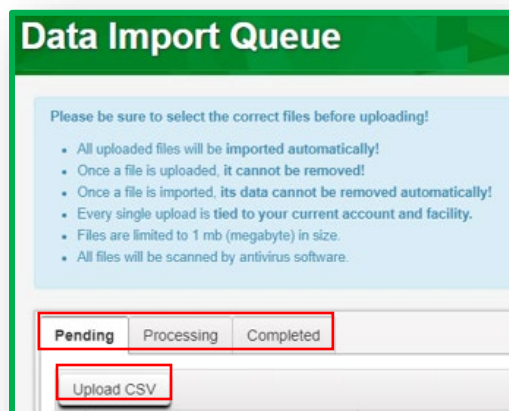 Data Import Queue
Please be sure to select the correct files before uploading!
All uploaded files will be imported automatically!
Once a file is uploaded, it cannot be removed!
Once a file is imported, its data cannot be removed automatically!
Every single upload is tied to your current account and facility.
Files are limited to 1 mb (megabyte) in size.
All files will be scanned by antivirus software.
Pending Processing Completed
Upload CSV